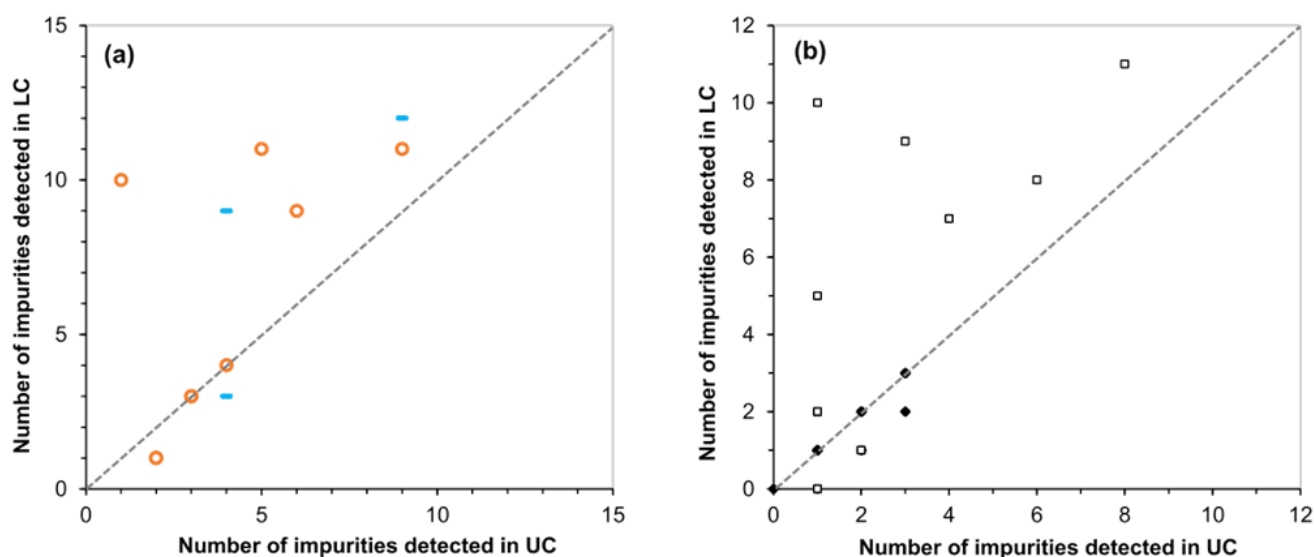 (a)
Number of impurities detected in LC
15
10
5
0
0 5 10 15
Number of impurities detected in UC
(b)
Number of impurities detected in LC
12
10
8
6
4
2
0
0 2 4 6 8 10 12
Number of impurities detected in UC